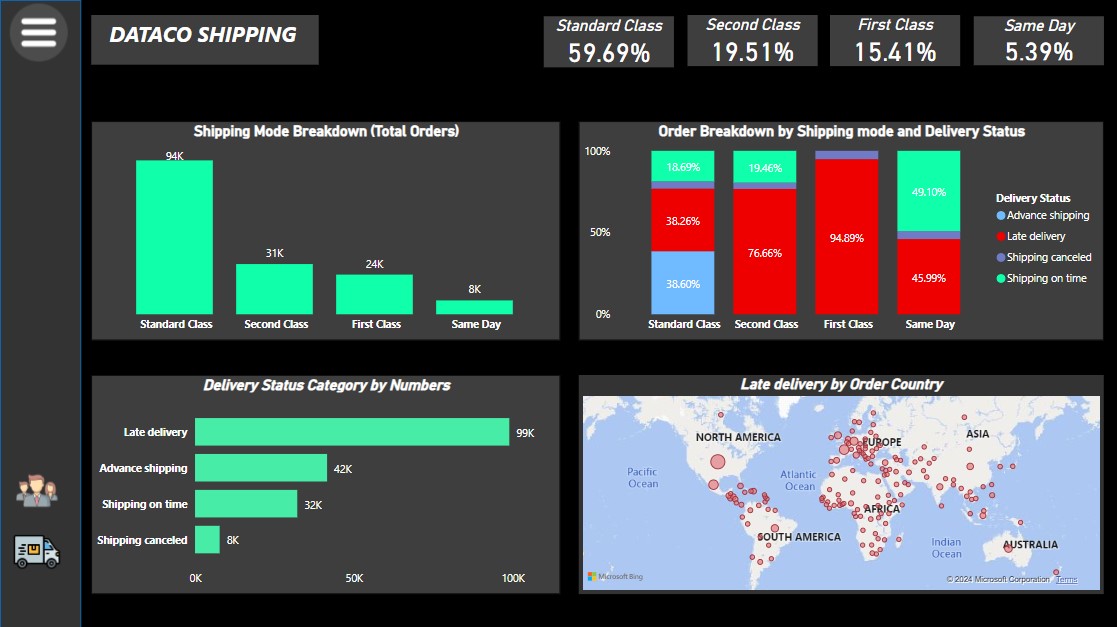 DATACO SHIPPING
Standard Class
59.69%
Second Class
19.51%
First Class
15.41%
Same Day
5.39%
Shipping Mode Breakdown (Total Orders)
94K
31K
24K
8K
Standard Class
Second Class
First Class
Same Day
Order Breakdown by Shipping mode and Delivery Status
100%
50%
0%
18.69%
38.26%
38.60%
19.46%
76.66%
94.89%
49.10%
45.99%
Standard Class
Second Class
First Class
Same Day
Delivery Status
Advance shipping
Late delivery
Shipping canceled
Shipping on time
Delivery Status Category by Numbers
Late delivery
99K
Advance shipping
42K
Shipping on time
32K
Shipping canceled
8K
0K
50K
100K
Late delivery by Order Country
NORTH AMERICA
EUROPE
ASIA
Pacific
Ocean
Atlantic
Ocean
AFRICA
SOUTH AMERICA
Indian
Ocean
AUSTRALIA
Microsoft Bing
© 2024 Microsoft Corporation
Terms